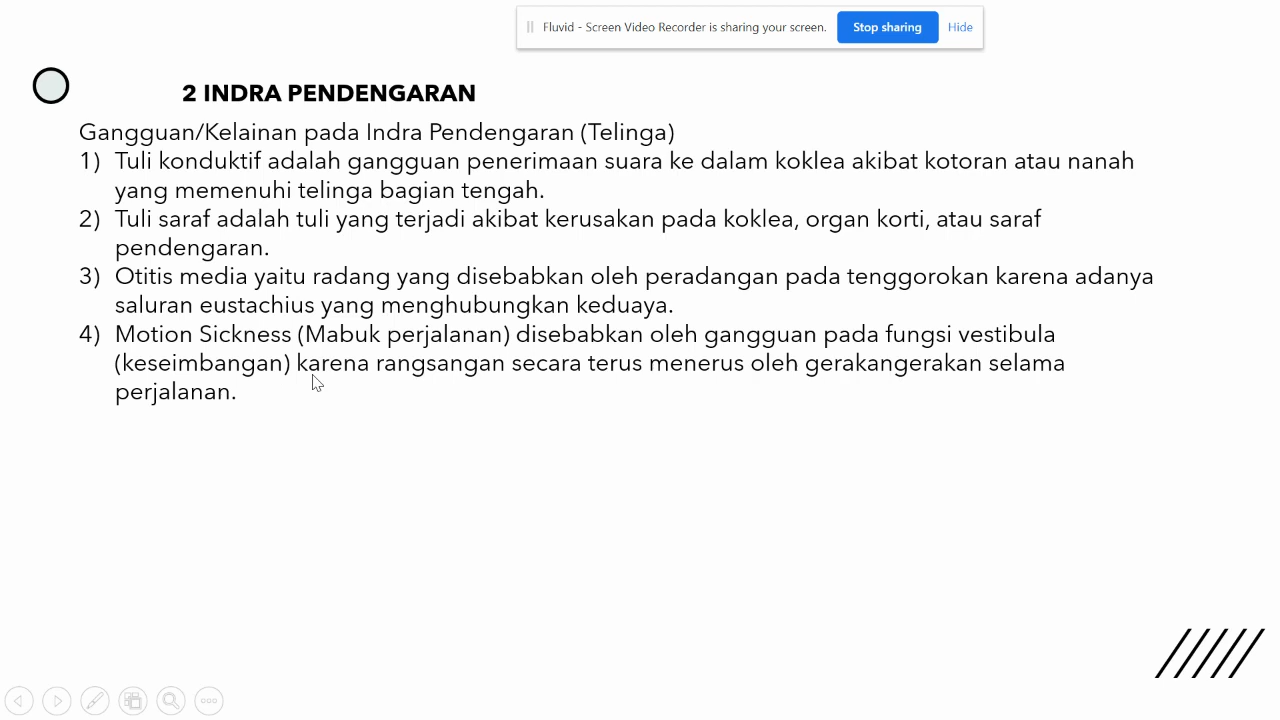 Fluvid - Screen Video Recorder is sharing your screen. Stop sharing Hide
2 INDRA PENDENGARAN
Gangguan/Kelainan pada Indra Pendengaran (Telinga)
1) Tuli konduktif adalah gangguan penerimaan suara ke dalam koklea akibat kotoran atau nanah
yang memenuhi telinga bagian tengah.
2) Tuli saraf adalah tuli yang terjadi akibat kerusakan pada koklea, organ korti, atau saraf
pendengaran.
3) Otitis media yaitu radang yang disebabkan oleh peradangan pada tenggorokan karena adanya
saluran eustachius yang menghubungkan keduaya.
4) Motion Sickness (Mabuk perjalanan) disebabkan oleh gangguan pada fungsi vestibula
(keseimbangan) karena rangsangan secara terus menerus oleh gerakangerakan selama
perjalanan.